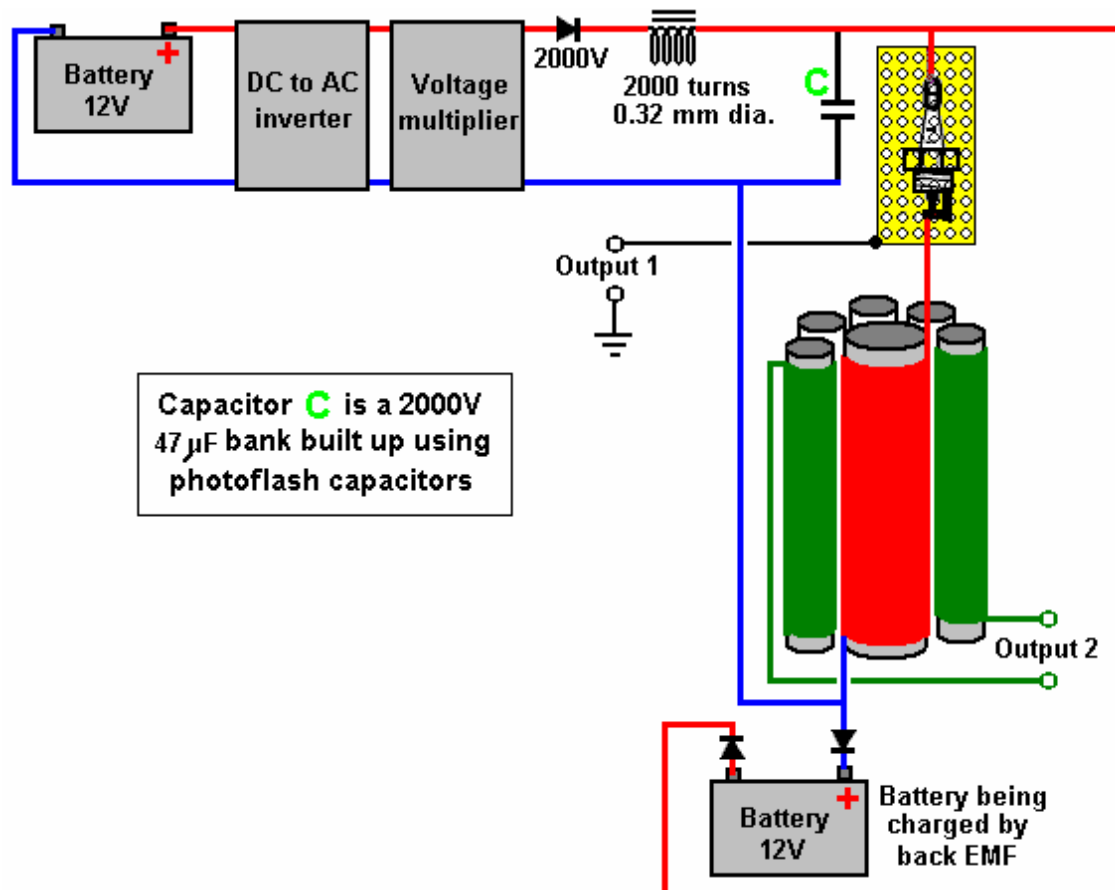 Battery
12V
+
DC to AC
inverter
Voltage
multiplier
2000V
2000 turns
0.32 mm dia.
C
Output 1
Capacitor C is a 2000V
47µF bank built up using
photoflash capacitors
Output 2
Battery
12V
+
Battery being
charged by
back EMF